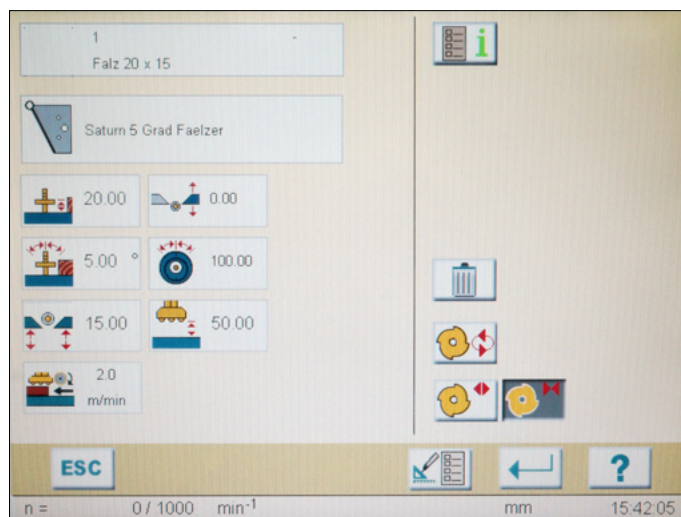 1 -
Falz 20 x 15
i
Saturn 5 Grad Faelzer
20.00 0.00
5.00 ° 100.00
15.00 50.00
2.0
m/min
ESC ?
n = 0 / 1000 min-1 mm 15:42:05